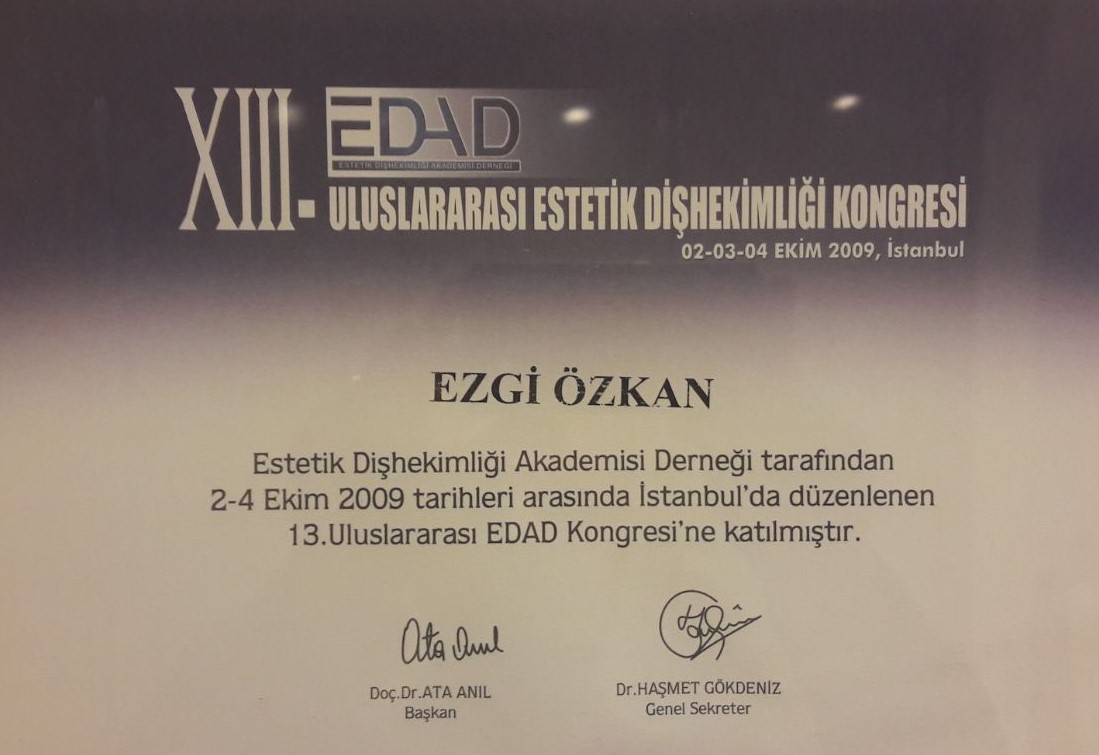 XIII.
EDAD
ESTETİK DİŞHEKİMLİĞİ AKADEMİSİ DERNEĞİ
ULUSLARARASI ESTETİK DİŞHEKİMLİĞİ KONGRESİ
02-03-04 EKİM 2009, İstanbul
EZGİ ÖZKAN
Estetik Dişhekimliği Akademisi Derneği tarafından
2-4 Ekim 2009 tarihleri arasında İstanbul'da düzenlenen
13.Uluslararası EDAD Kongresi'ne katılmıştır.
Ata Anıl
Doç.Dr.ATA ANIL
Başkan
Dr.HAŞMET GÖKDENİZ
Genel Sekreter